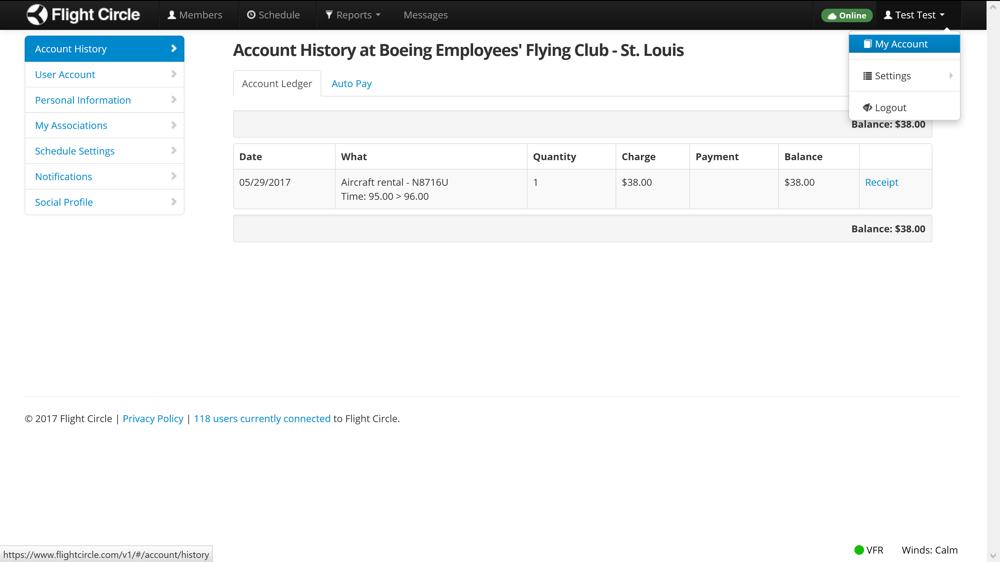 Flight Circle
Members
Schedule
Reports
Messages
Online
Test Test
My Account
Settings
Logout
Account History
User Account
Personal Information
My Associations
Schedule Settings
Notifications
Social Profile
Account History at Boeing Employees' Flying Club - St. Louis
Account Ledger
Auto Pay
Balance: $38.00
Date What Quantity Charge Payment Balance
05/29/2017 Aircraft rental - N8716U 1 $38.00 $38.00 Receipt
Time: 95.00 > 96.00
Balance: $38.00
© 2017 Flight Circle | Privacy Policy | 118 users currently connected to Flight Circle.
https://www.flightcircle.com/v1/#/account/history
VFR
Winds: Calm